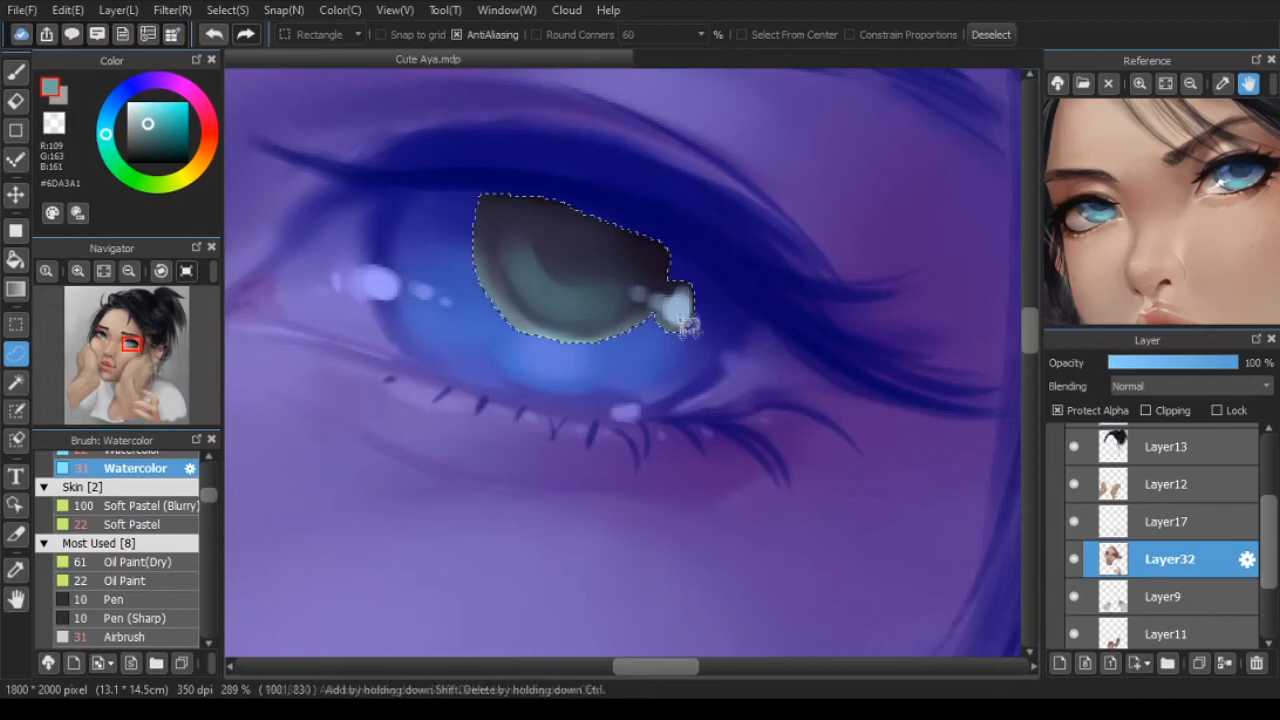 File(F) Edit(E) Layer(L) Filter(R) Select(S) Snap(N) Color(C) View(V) Tool(T) Window(W) Cloud Help
Rectangle Snap to grid AntiAliasing Round Corners 60 % Select From Center Constrain Proportions Deselect
Color
Cute Aya.mdp
Reference
R:109
G:163
B:161
#6DA3A1
Navigator
Layer
Opacity 100 %
Blending Normal
Protect Alpha Clipping Lock
Brush: Watercolor
22 Watercolor
31 Watercolor
Skin [2]
100 Soft Pastel (Blurry)
22 Soft Pastel
Most Used [8]
61 Oil Paint(Dry)
22 Oil Paint
10 Pen
10 Pen (Sharp)
31 Airbrush
Layer13
Layer12
Layer17
Layer32
Layer9
Layer11
1800 * 2000 pixel (13.1 * 14.5cm) 350 dpi 289 % Add by holding down Shift, Delete by holding down Ctrl.